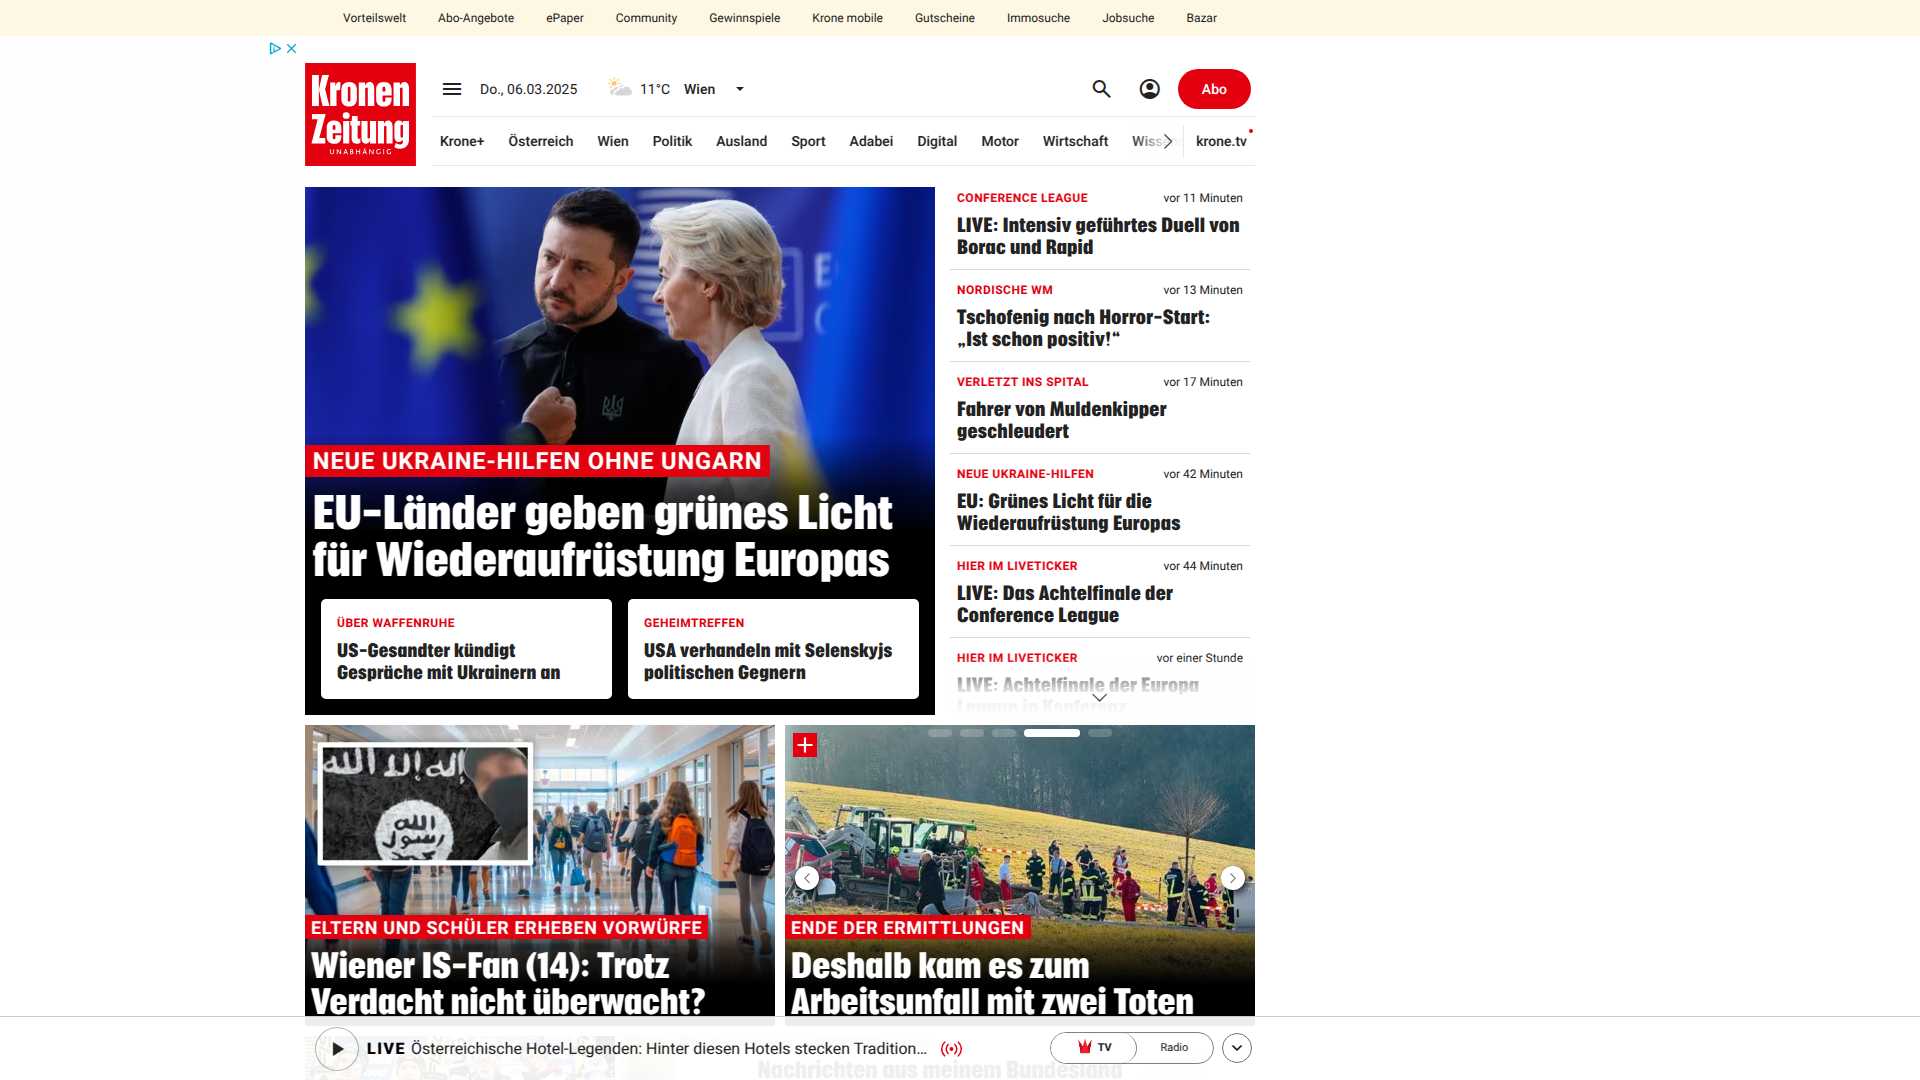 Vorteilswelt Abo-Angebote ePaper Community Gewinnspiele Krone mobile Gutscheine Immosuche Jobsuche Bazar
Kronen
Zeitung
UNABHÄNGIG
Do., 06.03.2025 11°C Wien
Abo
Krone+ Österreich Wien Politik Ausland Sport Adabei Digital Motor Wirtschaft krone.tv
NEUE UKRAINE-HILFEN OHNE UNGARN
EU-Länder geben grünes Licht
für Wiederaufrüstung Europas
ÜBER WAFFENRUHE
US-Gesandter kündigt
Gespräche mit Ukrainern an
GEHEIMTREFFEN
USA verhandeln mit Selenskyjs
politischen Gegnern
CONFERENCE LEAGUE vor 11 Minuten
LIVE: Intensiv geführtes Duell von
Borac und Rapid
NORDISCHE WM vor 13 Minuten
Tschofenig nach Horror-Start:
„Ist schon positiv!“
VERLETZT INS SPITAL vor 17 Minuten
Fahrer von Muldenkipper
geschleudert
NEUE UKRAINE-HILFEN vor 42 Minuten
EU: Grünes Licht für die
Wiederaufrüstung Europas
HIER IM LIVETICKER vor 44 Minuten
LIVE: Das Achtelfinale der
Conference League
HIER IM LIVETICKER vor einer Stunde
LIVE: Achtelfinale der Europa
League in Konferenz
ELTERN UND SCHÜLER ERHEBEN VORWÜRFE
Wiener IS-Fan (14): Trotz
Verdacht nicht überwacht?
ENDE DER ERMITTLUNGEN
Deshalb kam es zum
Arbeitsunfall mit zwei Toten
LIVE Österreichische Hotel-Legenden: Hinter diesen Hotels stecken Tradition...
TV Radio
Nachrichten aus meinem Bundesland